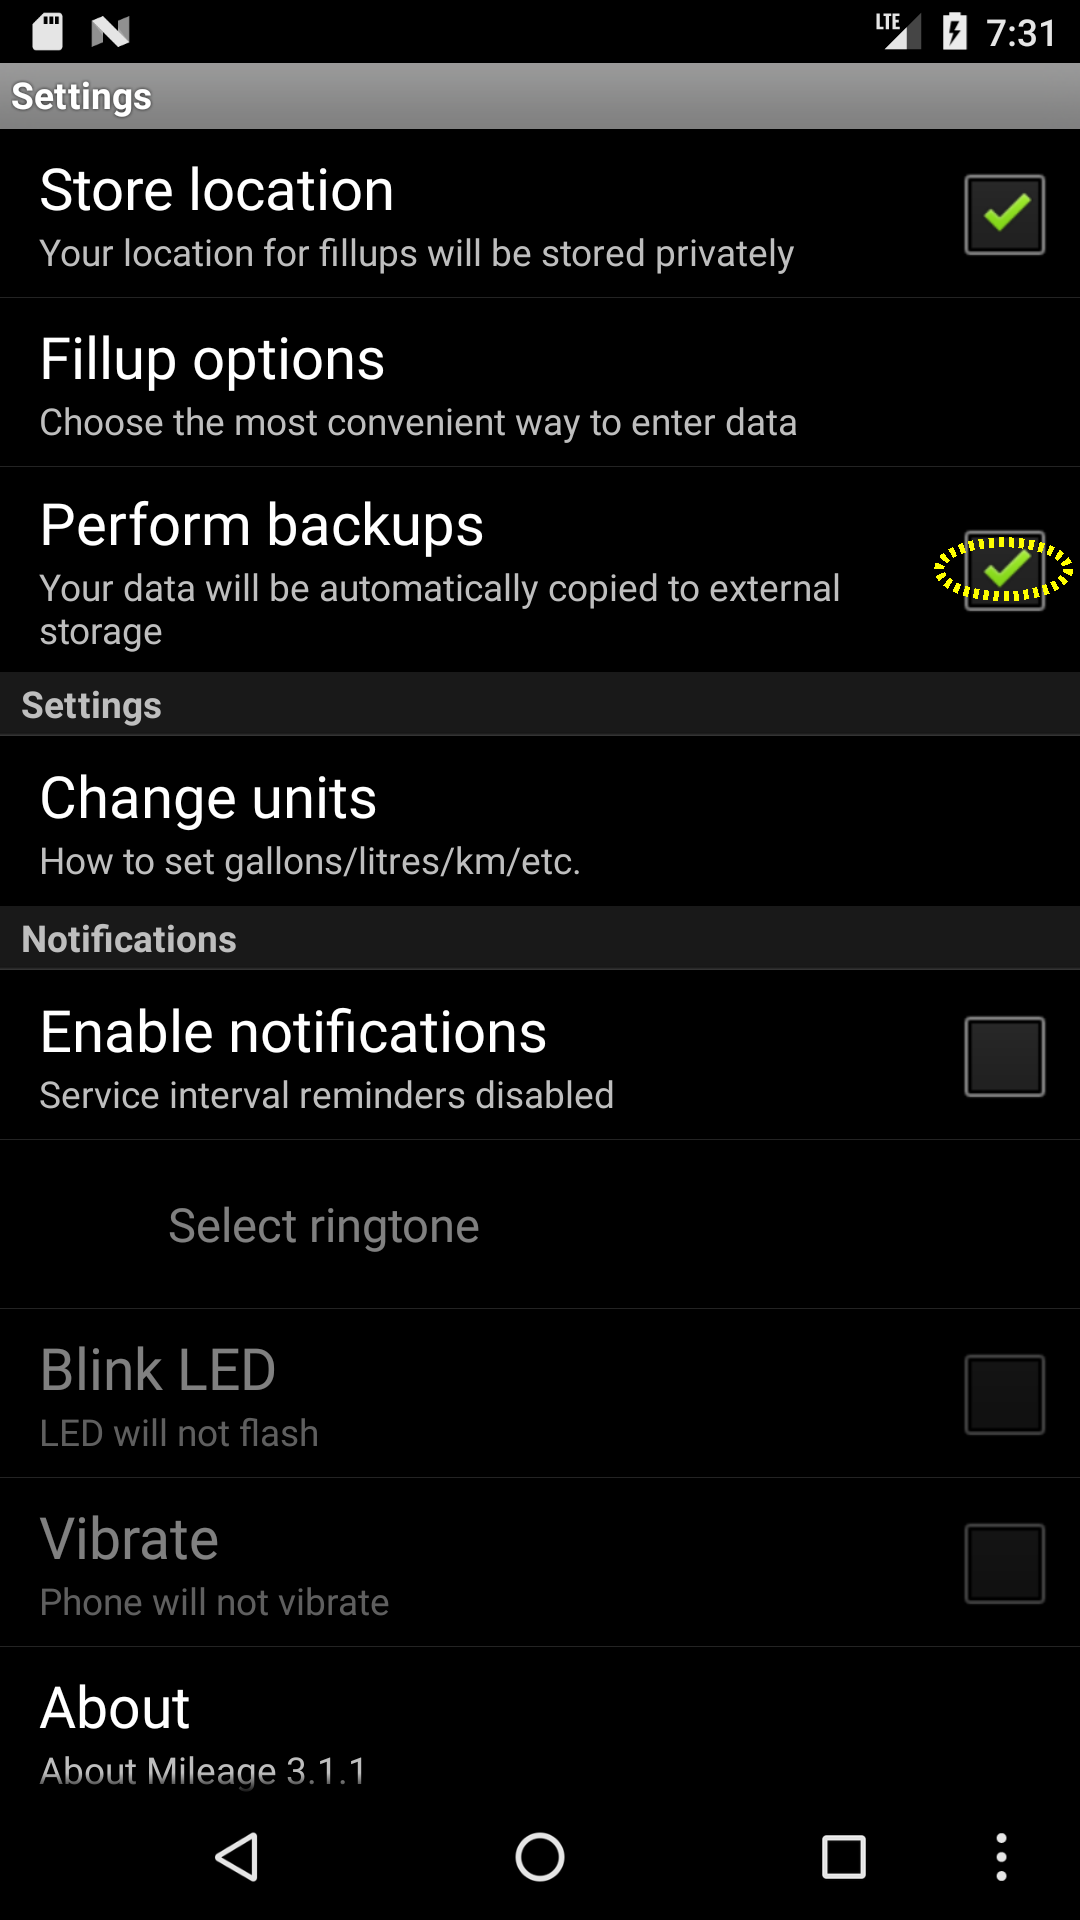 LTE 7:31
Settings
Store location
Your location for fillups will be stored privately
Fillup options
Choose the most convenient way to enter data
Perform backups
Your data will be automatically copied to external
storage
Settings
Change units
How to set gallons/litres/km/etc.
Notifications
Enable notifications
Service interval reminders disabled
Select ringtone
Blink LED
LED will not flash
Vibrate
Phone will not vibrate
About
About Mileage 3.1.1